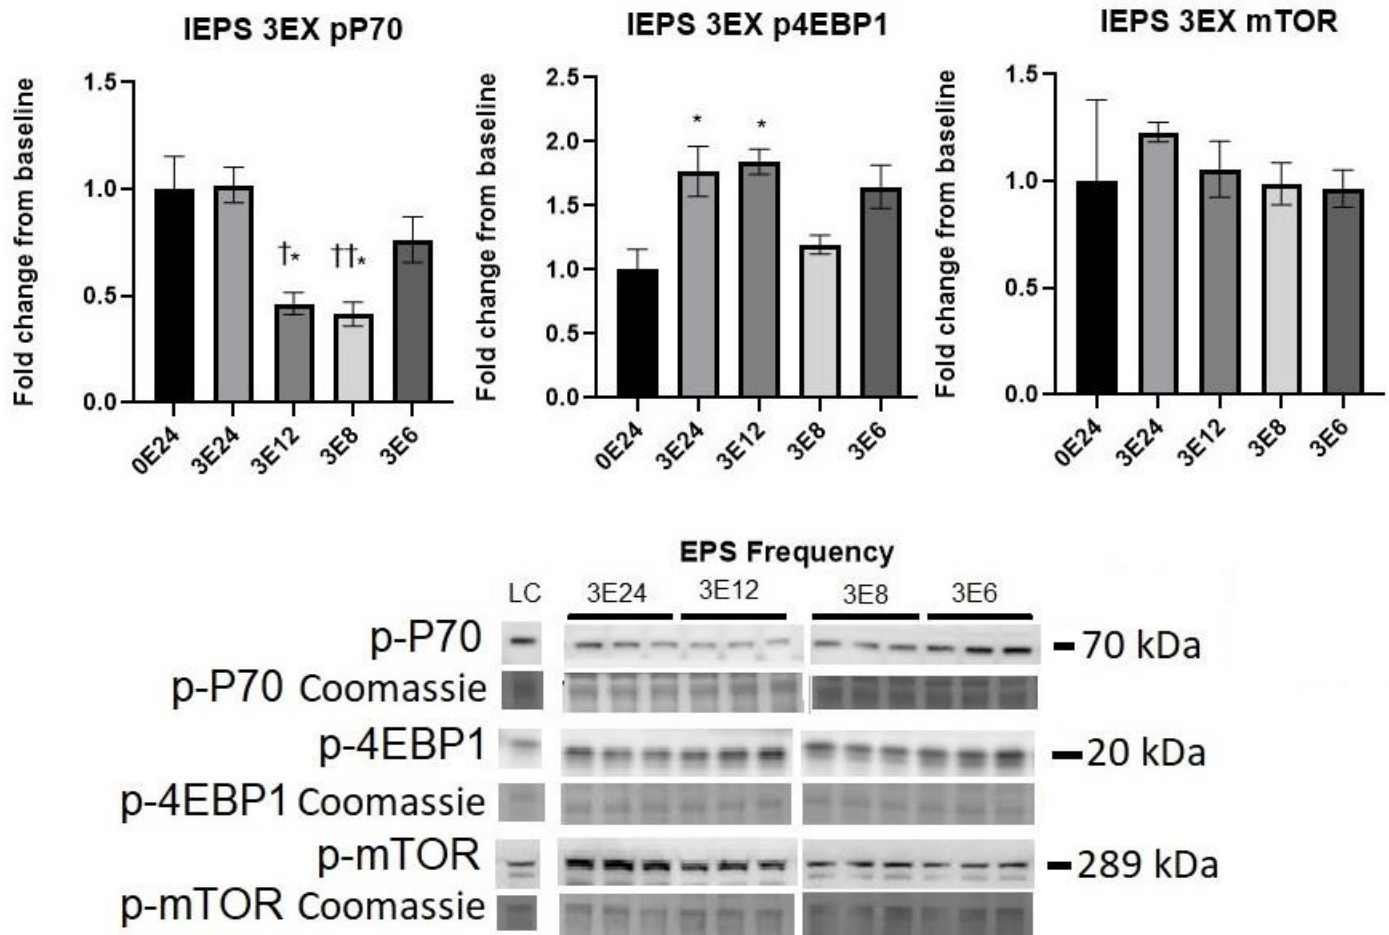 IEPS 3EX pP70
Fold change from baseline
1.5
1.0
0.5
0.0
†*
††*
0E24
3E24
3E12
3E8
3E6
IEPS 3EX p4EBP1
Fold change from baseline
2.5
2.0
1.5
1.0
0.5
0.0
*
*
0E24
3E24
3E12
3E8
3E6
IEPS 3EX mTOR
Fold change from baseline
1.5
1.0
0.5
0.0
0E24
3E24
3E12
3E8
3E6
EPS Frequency
LC 3E24 3E12 3E8 3E6
p-P70 70 kDa
p-P70 Coomassie
p-4EBP1 20 kDa
p-4EBP1 Coomassie
p-mTOR 289 kDa
p-mTOR Coomassie